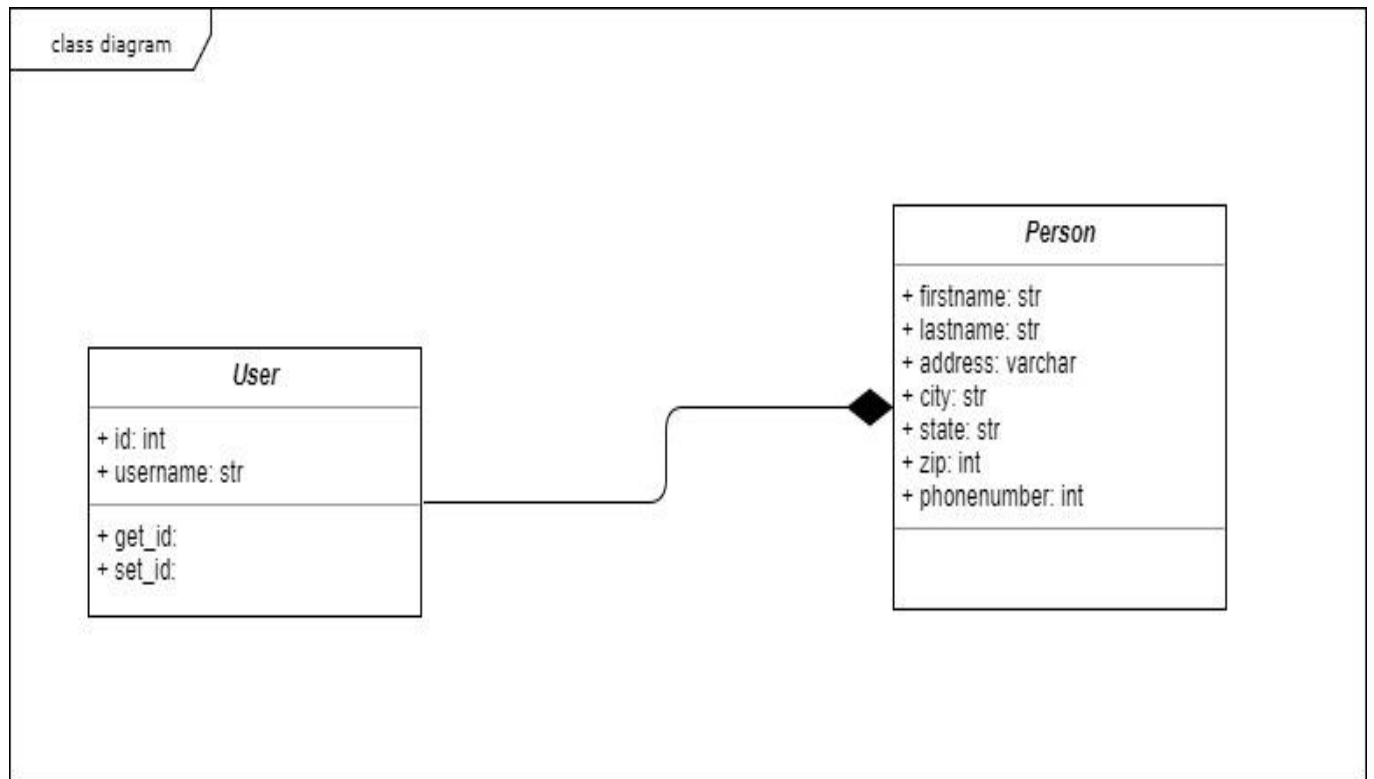 class diagram
User
+ id: int
+ username: str
+ get_id:
+ set_id:
Person
+ firstname: str
+ lastname: str
+ address: varchar
+ city: str
+ state: str
+ zip: int
+ phonenumber: int